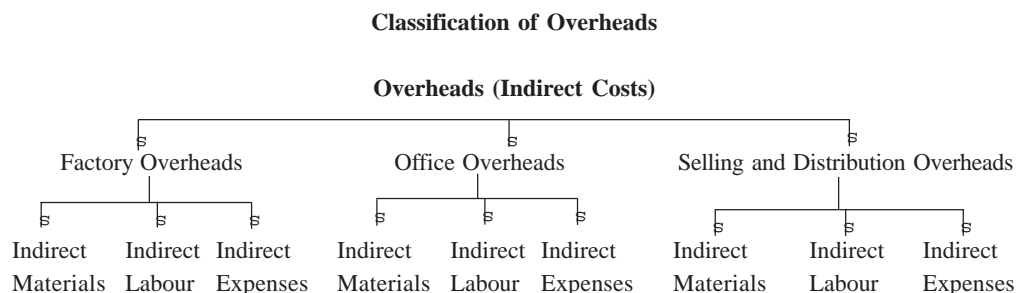 Classification of Overheads
Overheads (Indirect Costs)
Factory Overheads Office Overheads Selling and Distribution Overheads
Indirect Materials
Indirect Labour
Indirect Expenses
Indirect Materials
Indirect Labour
Indirect Expenses
Indirect Materials
Indirect Labour
Indirect Expenses